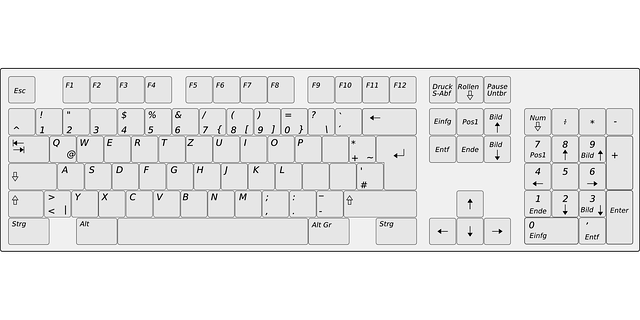 Esc F1 F2 F3 F4 F5 F6 F7 F8 F9 F10 F11 F12 Druck S-Abf Rollen Pause Untbr
^ ! 1 " 2 3 $ 4 % 5 & 6 / 7 { ( 8 [ ) 9 ] = 0 } ? \ ` ´ ← Einfg Pos1 Bild ↑ Num ÷ * -
Q @ W E R T Z U I O P * + ~ Entf Ende Bild ↓ 7 Pos1 8 ↑ 9 Bild ↑ +
A S D F G H J K L ' # 4 ← 5 6 →
> < | Y X C V B N M ; , : . _ - ↑ 1 Ende 2 ↓ 3 Bild ↓ Enter
Strg Alt Alt Gr Strg ← ↓ → 0 Einfg , Entf